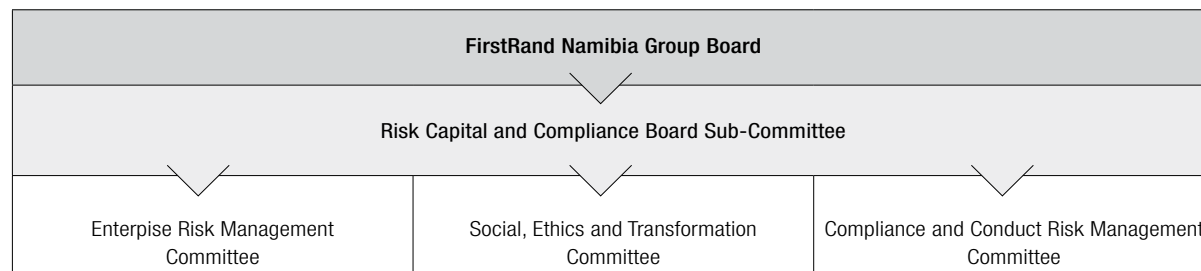 FirstRand Namibia Group Board
Risk Capital and Compliance Board Sub-Committee
Enterpise Risk Management
Committee
Social, Ethics and Transformation
Committee
Compliance and Conduct Risk Management
Committee